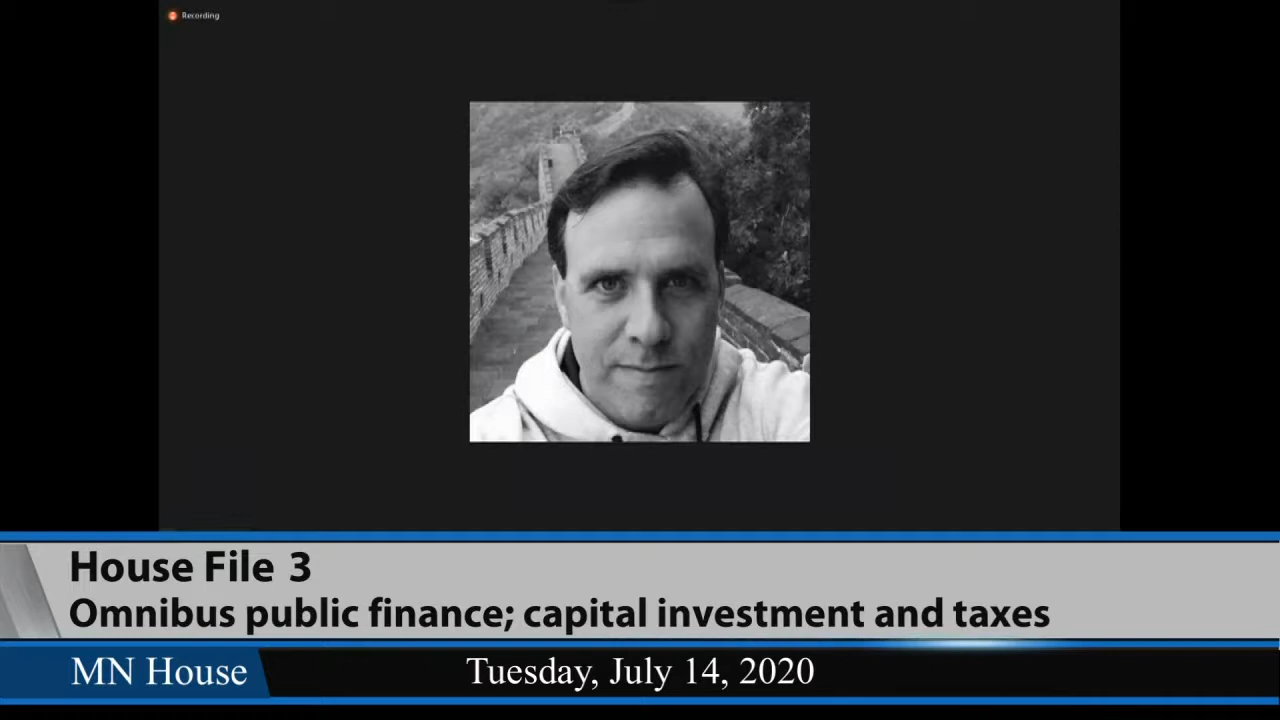 Recording
House File 3
Omnibus public finance; capital investment and taxes
MN House
Tuesday, July 14, 2020